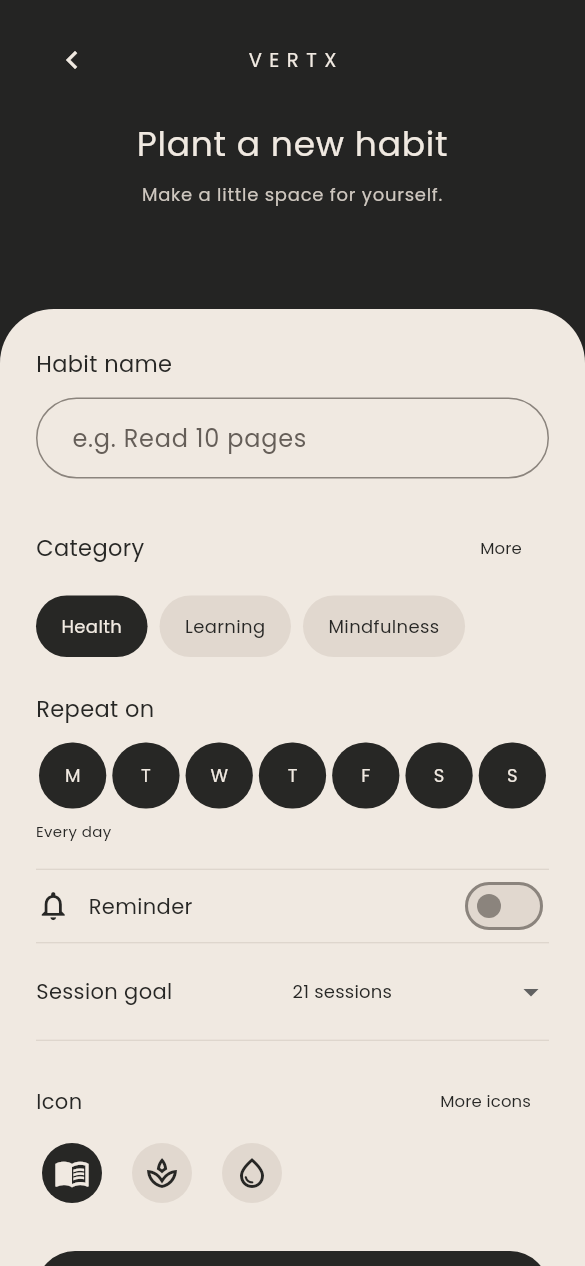 VERTX
Plant a new habit
Make a little space for yourself.
Habit name
e.g. Read 10 pages
Category More
Health Learning Mindfulness
Repeat on
M T W T F S S
Every day
Reminder
Session goal 21 sessions
Icon More icons